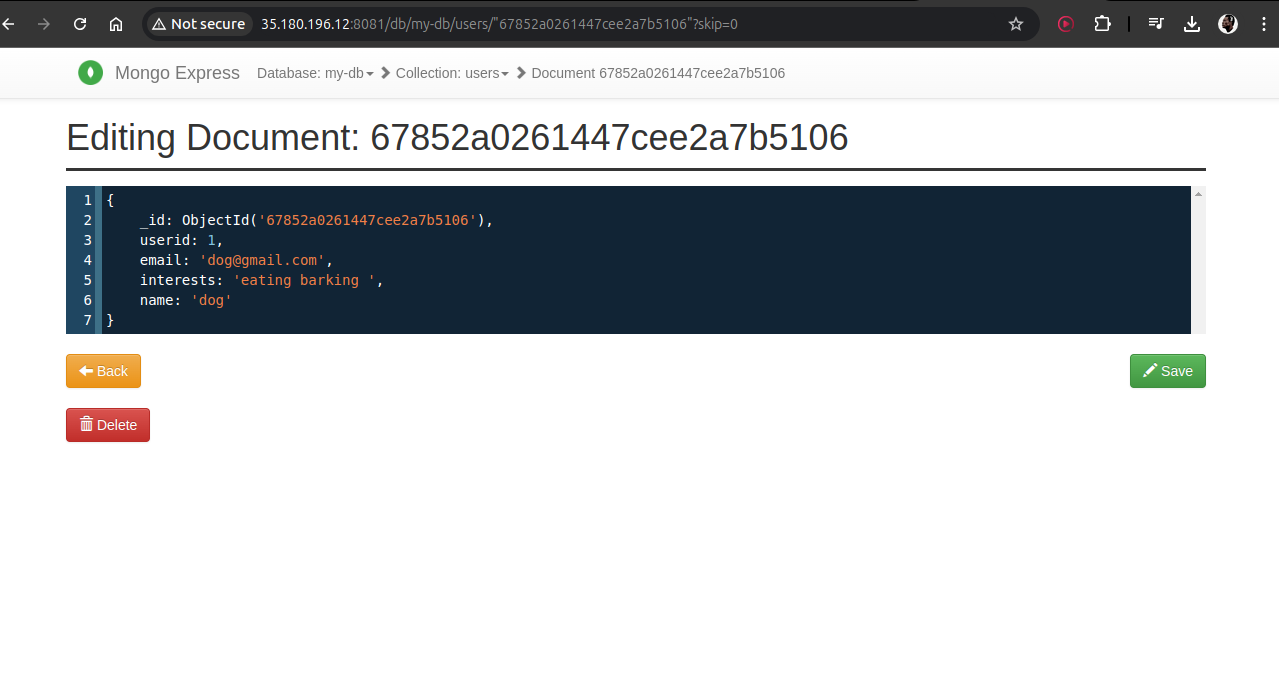 Not secure 35.180.196.12:8081/db/my-db/users/"67852a0261447cee2a7b5106"?skip=0
Mongo Express Database: my-db Collection: users Document 67852a0261447cee2a7b5106
Editing Document: 67852a0261447cee2a7b5106
1 {
2 _id: ObjectId('67852a0261447cee2a7b5106'),
3 userid: 1,
4 email: 'dog@gmail.com',
5 interests: 'eating barking ',
6 name: 'dog'
7 }
Back Save
Delete